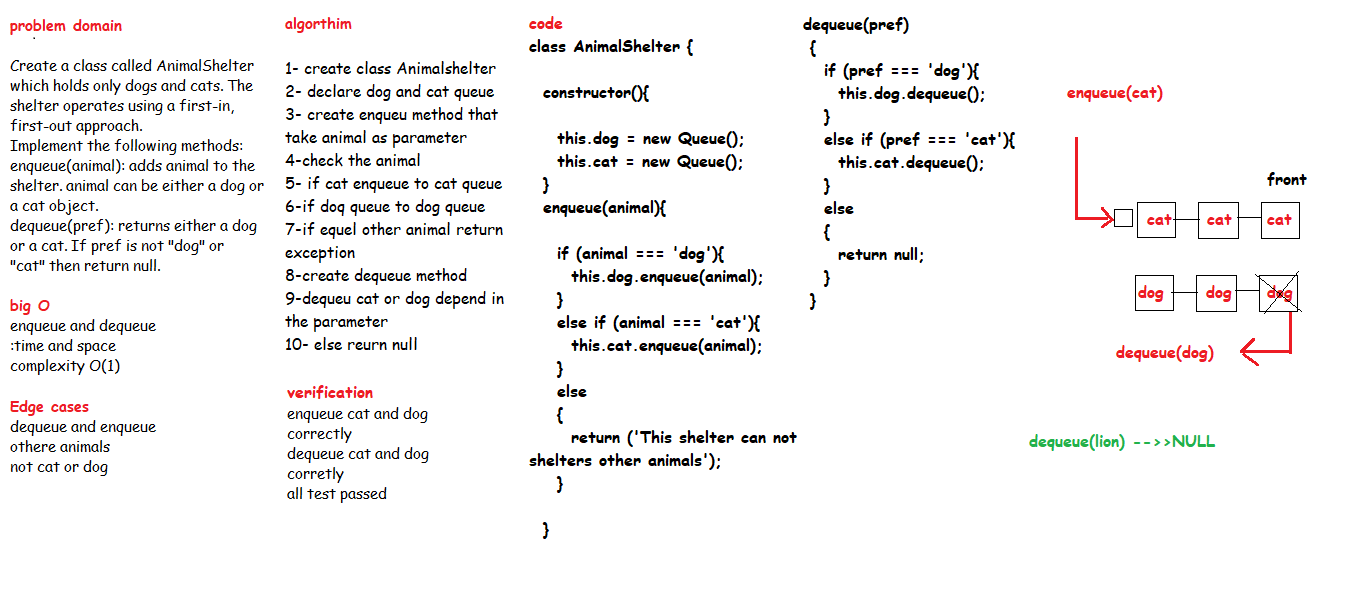 problem domain
Create a class called AnimalShelter
which holds only dogs and cats. The
shelter operates using a first-in,
first-out approach.
Implement the following methods:
enqueue(animal): adds animal to the
shelter. animal can be either a dog or
a cat object.
dequeue(pref): returns either a dog
or a cat. If pref is not "dog" or
"cat" then return null.
big O
enqueue and dequeue
:time and space
complexity O(1)
Edge cases
dequeue and enqueue
othere animals
not cat or dog
algorthim
1- create class Animalshelter
2- declare dog and cat queue
3- create enqueu method that
take animal as parameter
4-check the animal
5- if cat enqueue to cat queue
6-if doq queue to dog queue
7-if equel other animal return
exception
8-create dequeue method
9-dequeu cat or dog depend in
the parameter
10- else reurn null
verification
enqueue cat and dog
correctly
dequeue cat and dog
corretly
all test passed
code
class AnimalShelter {
constructor(){
this.dog = new Queue();
this.cat = new Queue();
}
enqueue(animal){
if (animal === 'dog'){
this.dog.enqueue(animal);
}
else if (animal === 'cat'){
this.cat.enqueue(animal);
}
else
{
return ('This shelter can not
shelters other animals');
}
}
dequeue(pref)
{
if (pref === 'dog'){
this.dog.dequeue();
}
else if (pref === 'cat'){
this.cat.dequeue();
}
else
{
return null;
}
}
enqueue(cat)
front
cat cat cat
dog dog dog
dequeue(dog)
dequeue(lion) -->>NULL